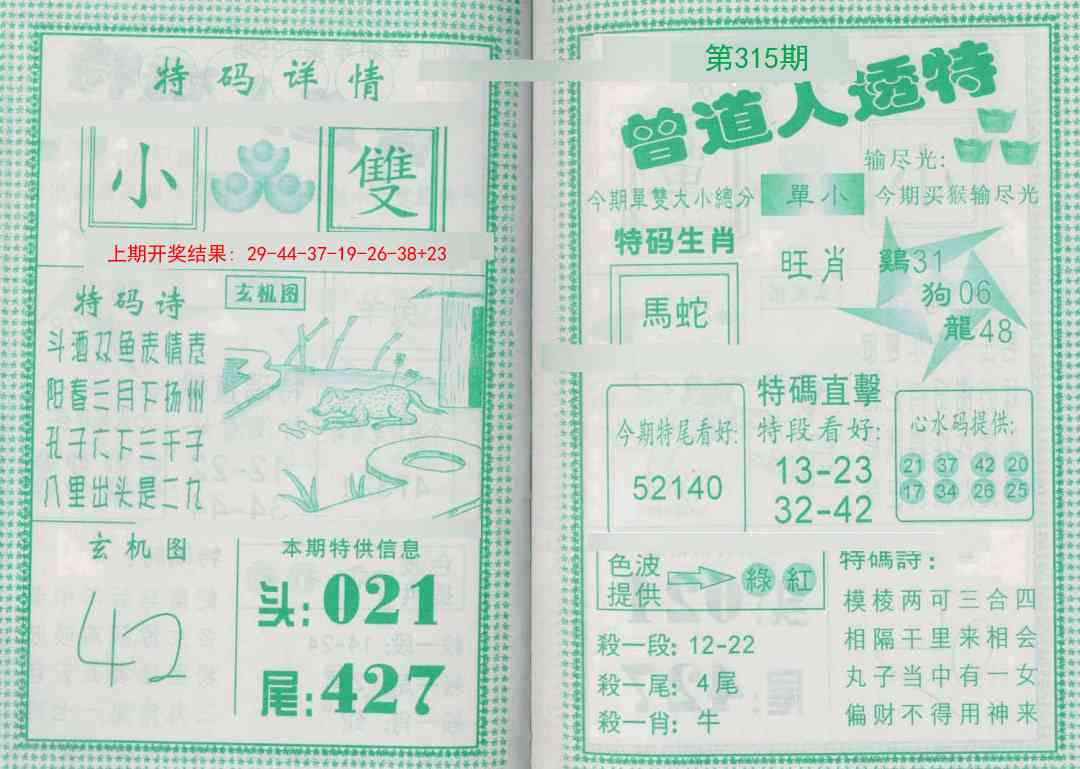 特码详情
小
雙
上期开奖结果：29-44-37-19-26-38+23
特码诗
斗酒双鱼表情责
阳春三月下扬州
孔子六下三千子
八里出头是二九
玄机图
玄机图
42
本期特供信息
头:021
尾:427
第315期
曾道人透特
输尽光:
今期單雙大小總分
單小
今期买猴输尽光
特码生肖
馬蛇
旺肖
鷄31
狗06
龍48
今期特尾看好:
52140
特碼直擊
特段看好:
13-23
32-42
心水码提供:
21 37 42 20
17 34 26 25
色波
提供
綠 紅
殺一段: 12-22
殺一尾: 4尾
殺一肖: 牛
特碼詩：
模棱两可三合四
相隔千里来相会
丸子当中有一女
偏财不得用神来